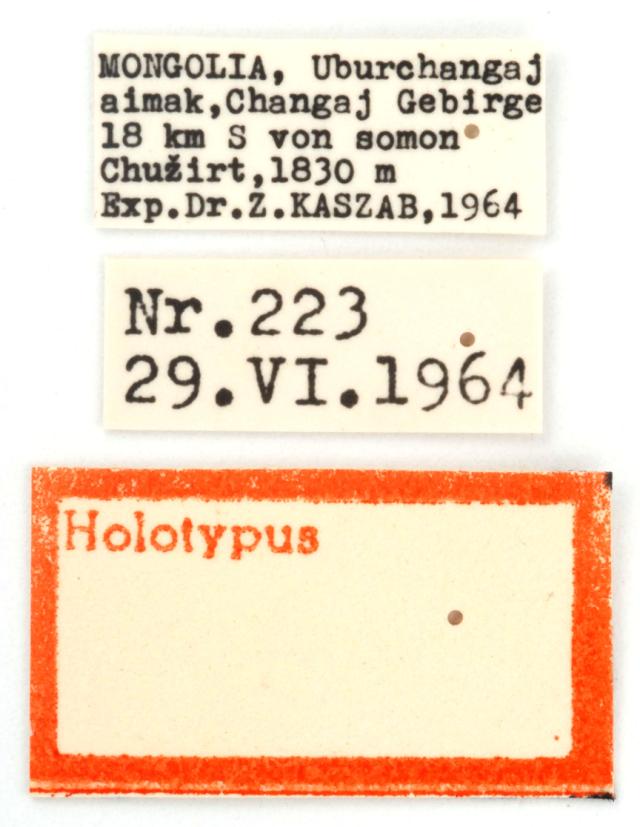 MONGOLIA, Uburchangaj
aimak,Changaj Gebirge
18 km S von somon
Chužirt,1830 m
Exp.Dr.Z.KASZAB,1964
Nr.223
29.VI.1964
Holotypus